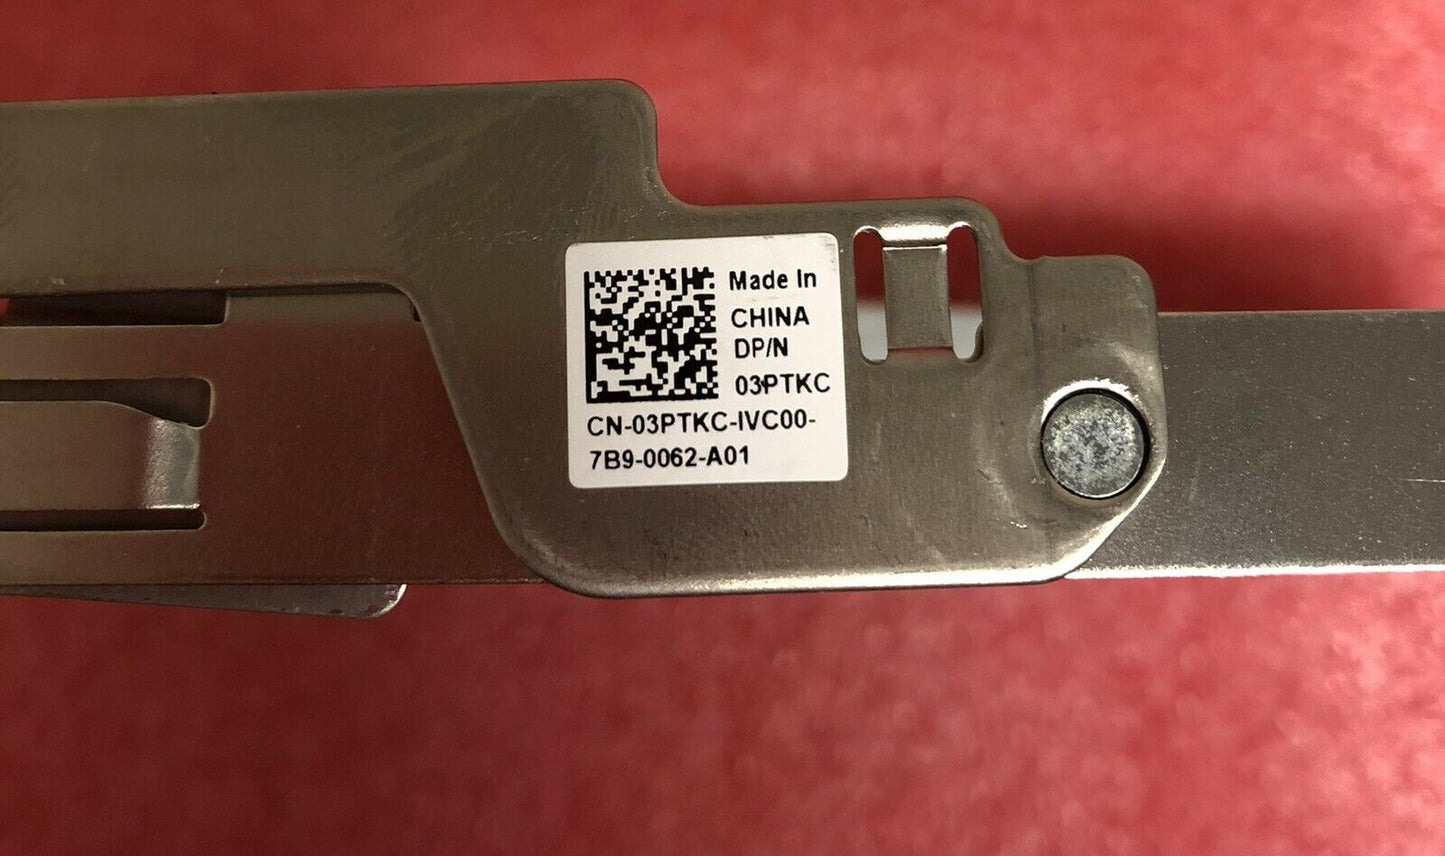 Made In
CHINA
DP/N
03PTKC
CN-03PTKC-IVC00-
7B9-0062-A01